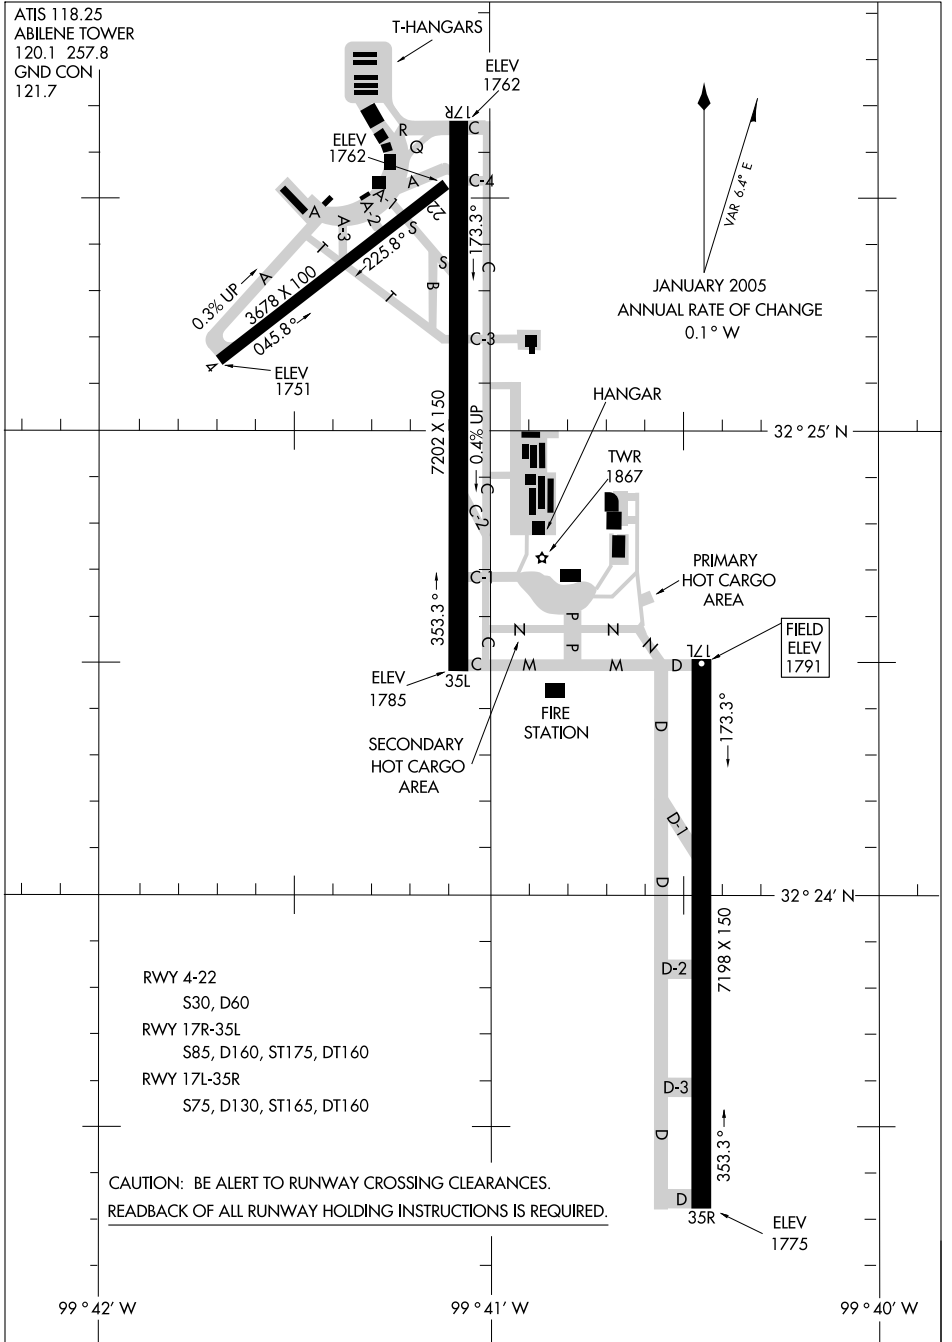 ATIS 118.25
ABILENE TOWER
120.1 257.8
GND CON
121.7
T-HANGARS
ELEV
1762
17R
C
R
Q
ELEV
1762
A
C-4
22
A-1
A-2
A
A-3
S
173.3°
VAR 6.4° E
T
225.8°
S
C
A
B
0.3% UP
3678 X 100
T
045.8°
JANUARY 2005
ANNUAL RATE OF CHANGE
0.1° W
C-3
4
ELEV
1751
HANGAR
7202 X 150
0.4% UP
32° 25' N
TWR
1867
C
C-2
PRIMARY
HOT CARGO
AREA
C-1
353.3°
P
N
N
N
C
P
17L
FIELD
ELEV
1791
C
M
M
D
ELEV
1785
35L
FIRE
STATION
D
173.3°
SECONDARY
HOT CARGO
AREA
D-1
D
32° 24' N
7198 X 150
D-2
RWY 4-22
S30, D60
RWY 17R-35L
S85, D160, ST175, DT160
RWY 17L-35R
S75, D130, ST165, DT160
D-3
D
353.3°
CAUTION: BE ALERT TO RUNWAY CROSSING CLEARANCES.
READBACK OF ALL RUNWAY HOLDING INSTRUCTIONS IS REQUIRED.
D
35R
ELEV
1775
99° 42' W
99° 41' W
99° 40' W